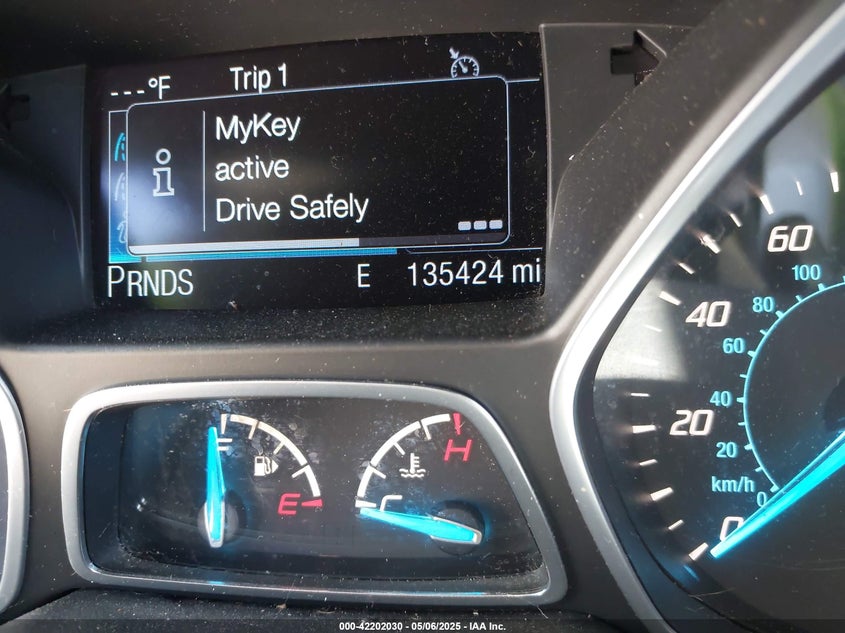 ---°F Trip 1
MyKey
active
Drive Safely
PRNDS E 135424 mi
F
E
H
C
60
40
20
0
100
80
60
40
20
0
km/h
000-42202030 - 05/06/2025 - IAA Inc.